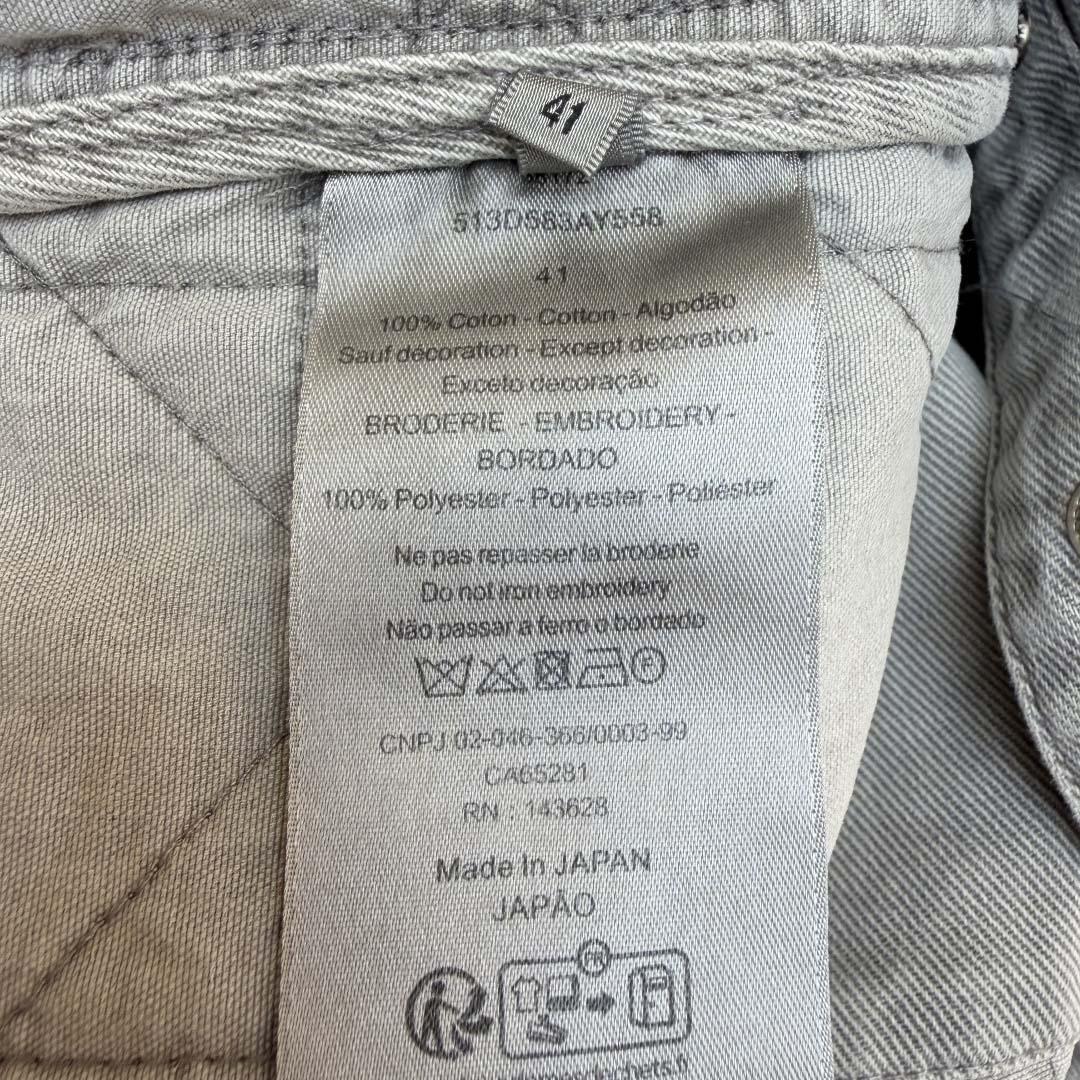 41
513D583AY558
41
100% Coton - Cotton - Algodão
Sauf décoration - Except decoration -
Exceto decoração
BRODERIE - EMBROIDERY -
BORDADO
100% Polyester - Polyester - Poliéster
Ne pas repasser la broderie
Do not iron embroidery
Não passar a ferro o bordado
CNPJ 02-046-366/0003-99
CA65281
RN : 143628
Made In JAPAN
JAPÃO
FR